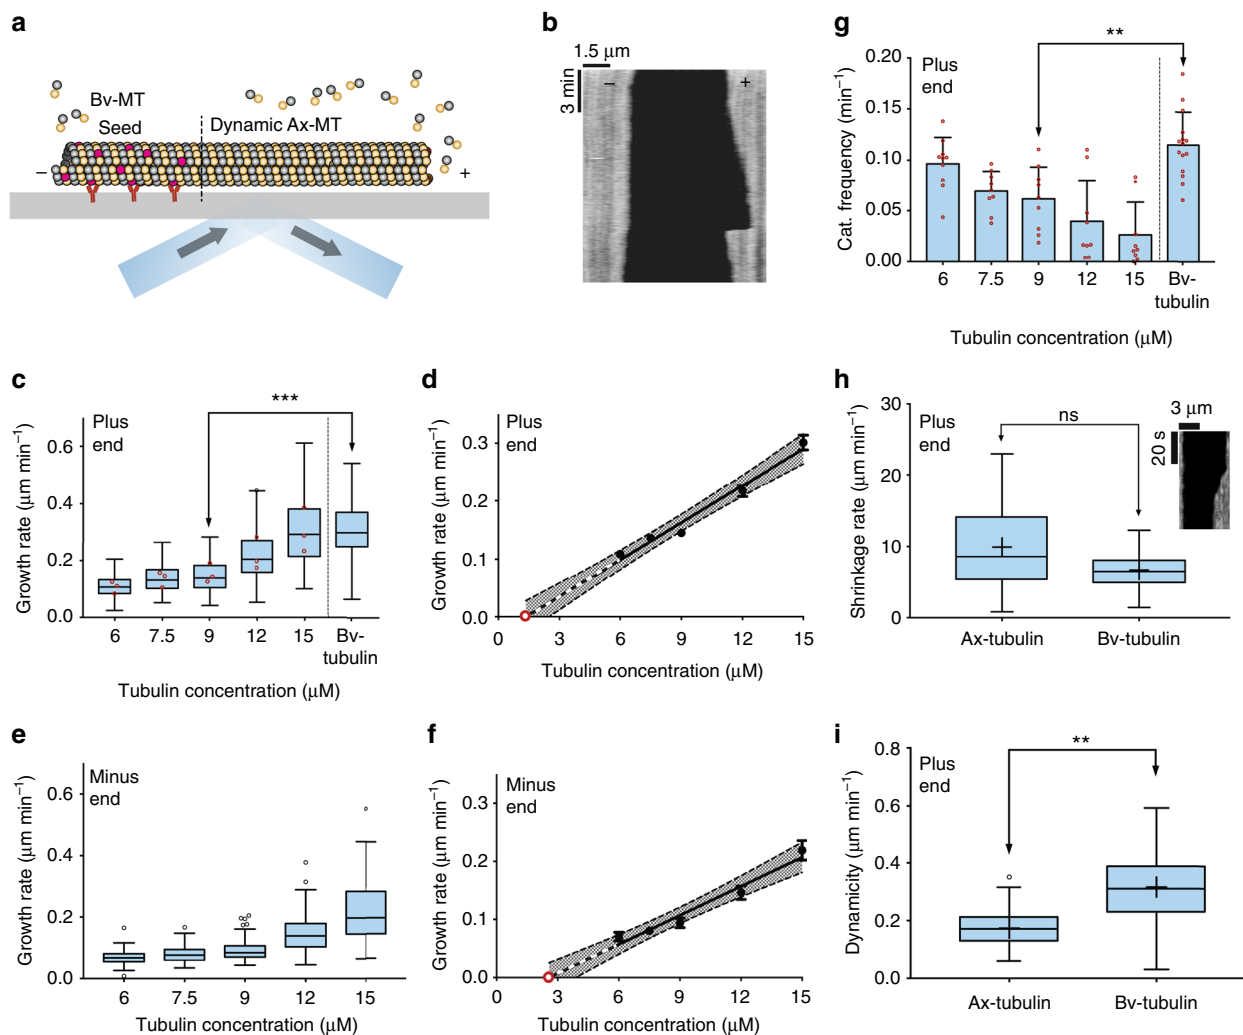 a
Bv-MT
Seed
Dynamic Ax-MT
−
+
b
1.5 μm
3 min
−
+
g
Plus
end
**
Cat. frequency (min⁻¹)
0.20
0.15
0.10
0.05
0.00
6 7.5 9 12 15 Bv-
tubulin
Tubulin concentration (μM)
c
Plus
end
***
Growth rate (μm min⁻¹)
0.6
0.4
0.2
0.0
6 7.5 9 12 15 Bv-
tubulin
Tubulin concentration (μM)
d
Plus
end
Growth rate (μm min⁻¹)
0.3
0.2
0.1
0.0
0 3 6 9 12 15
Tubulin concentration (μM)
h
Plus
end
ns
3 μm
20 s
Shrinkage rate (μm min⁻¹)
30
20
10
0
Ax-tubulin Bv-tubulin
e
Minus
end
Growth rate (μm min⁻¹)
0.6
0.4
0.2
0.0
6 7.5 9 12 15
Tubulin concentration (μM)
f
Minus
end
Growth rate (μm min⁻¹)
0.3
0.2
0.1
0.0
0 3 6 9 12 15
Tubulin concentration (μM)
i
Plus
end
**
Dynamicity (μm min⁻¹)
0.8
0.6
0.4
0.2
0.0
Ax-tubulin Bv-tubulin